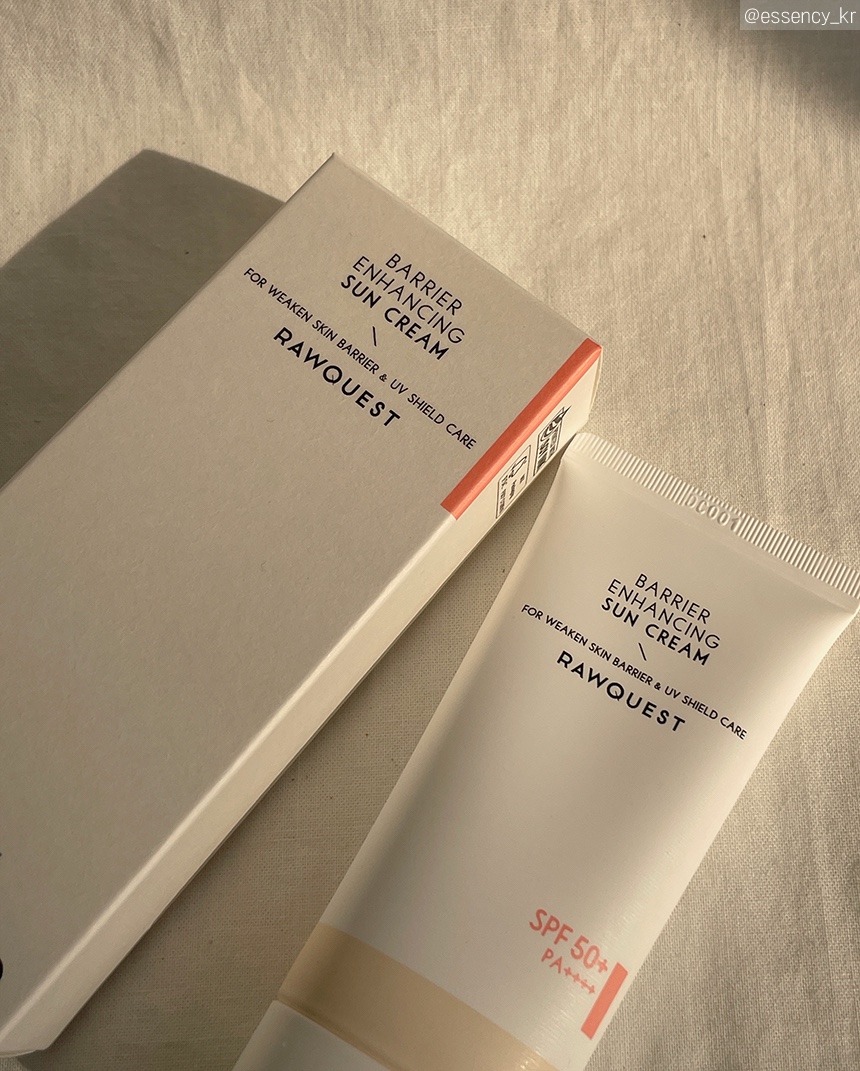 @essency_kr
BARRIER
ENHANCING
SUN CREAM
\
FOR WEAKEN SKIN BARRIER & UV SHIELD CARE
RAWQUEST
BARRIER
ENHANCING
SUN CREAM
\
FOR WEAKEN SKIN BARRIER & UV SHIELD CARE
RAWQUEST
SPF 50+
PA++++